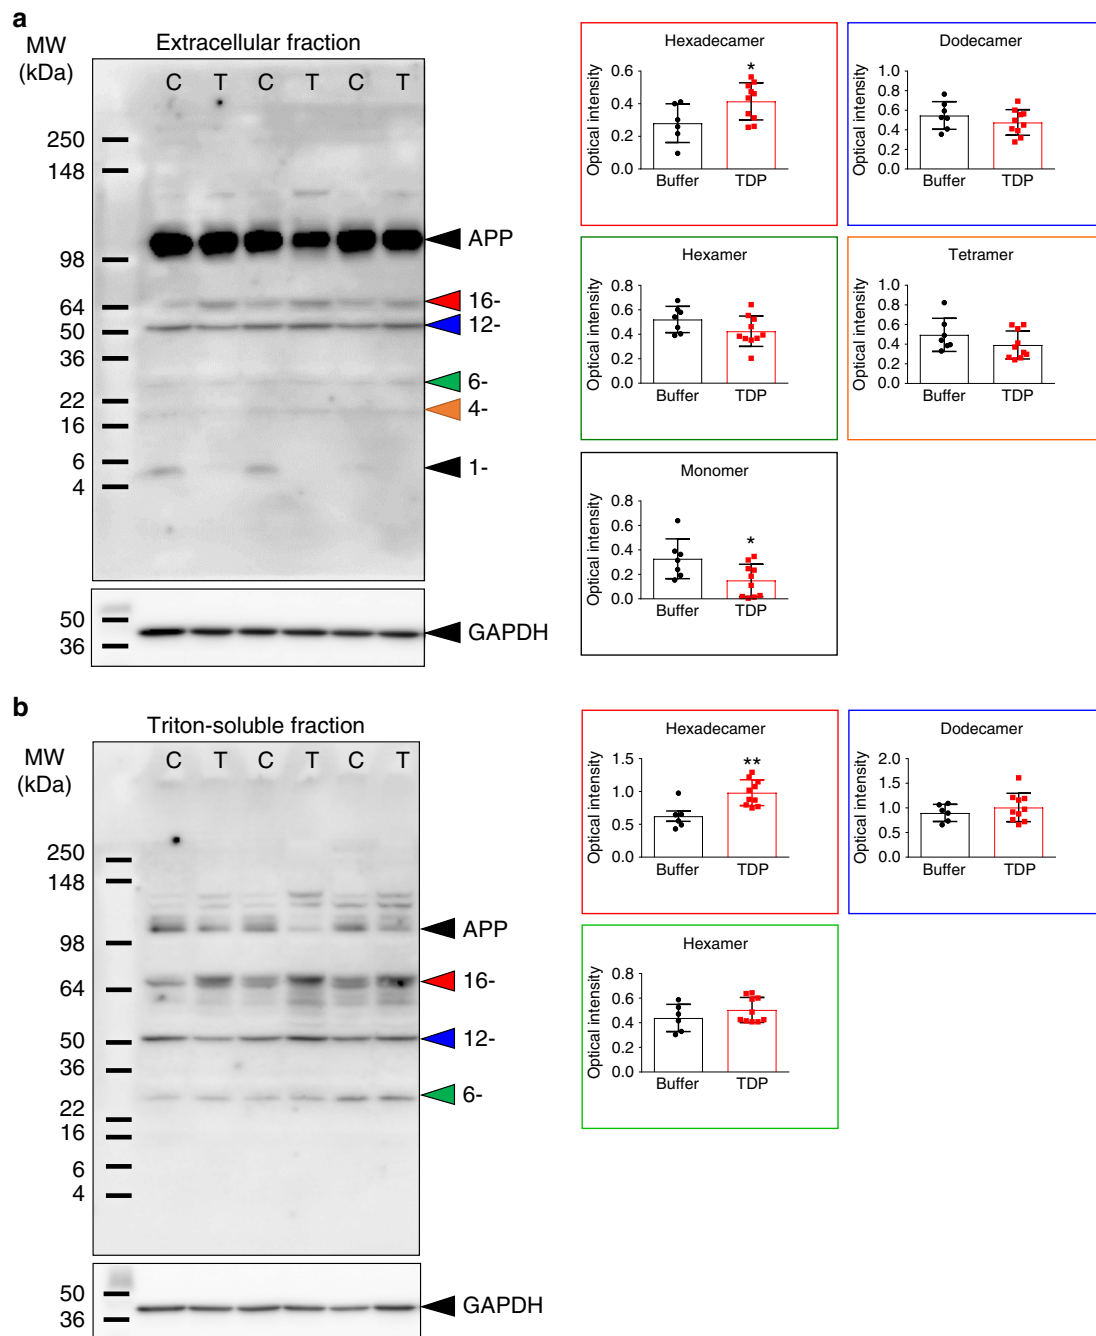 a
MW
(kDa)
Extracellular fraction
C T C T C T
250
148
98
64
50
36
22
16
6
4
APP
16-
12-
6-
4-
1-
50
36
GAPDH
Hexadecamer
Optical intensity
0.6
0.4
0.2
0.0
*
Buffer TDP
Dodecamer
Optical intensity
1.0
0.8
0.6
0.4
0.2
0.0
Buffer TDP
Hexamer
Optical intensity
0.8
0.6
0.4
0.2
0.0
Buffer TDP
Tetramer
Optical intensity
1.0
0.8
0.6
0.4
0.2
0.0
Buffer TDP
Monomer
Optical intensity
0.8
0.6
0.4
0.2
0.0
*
Buffer TDP
b
MW
(kDa)
Triton-soluble fraction
C T C T C T
250
148
98
64
50
36
22
16
6
4
APP
16-
12-
6-
50
36
GAPDH
Hexadecamer
Optical intensity
1.5
1.0
0.5
0.0
**
Buffer TDP
Dodecamer
Optical intensity
2.0
1.5
1.0
0.5
0.0
Buffer TDP
Hexamer
Optical intensity
0.8
0.6
0.4
0.2
0.0
Buffer TDP